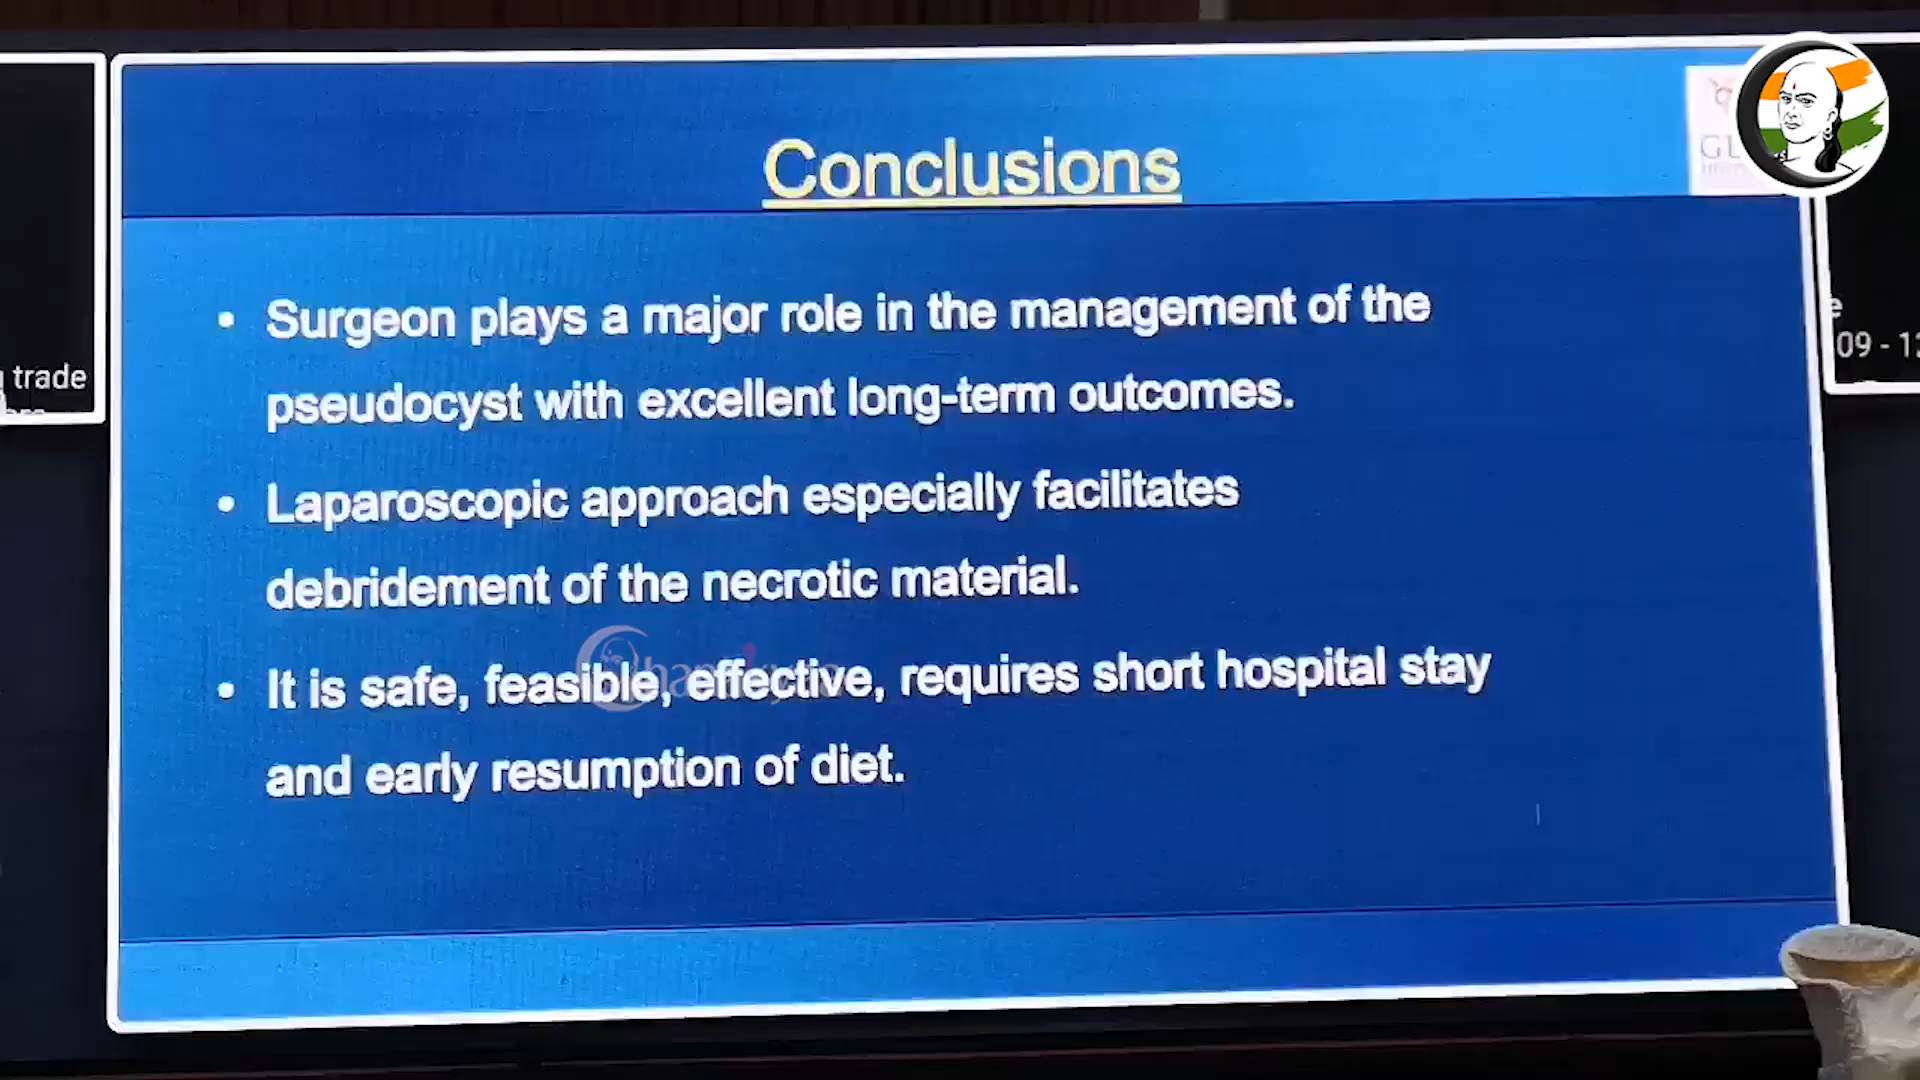 Conclusions
• Surgeon plays a major role in the management of the
pseudocyst with excellent long-term outcomes.
• Laparoscopic approach especially facilitates
debridement of the necrotic material.
• It is safe, feasible, effective, requires short hospital stay
and early resumption of diet.
trade
09 - 12